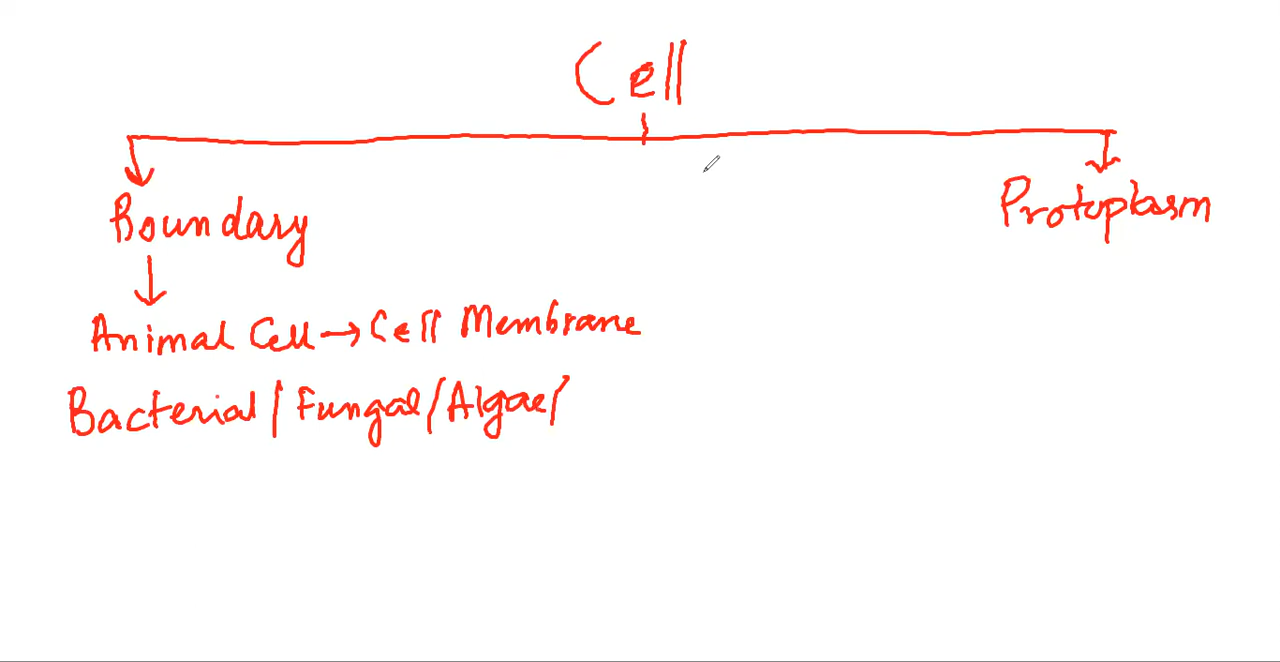 Cell
Boundary
Protoplasm
Animal Cell → Cell Membrane
Bacterial / Fungal / Algae /